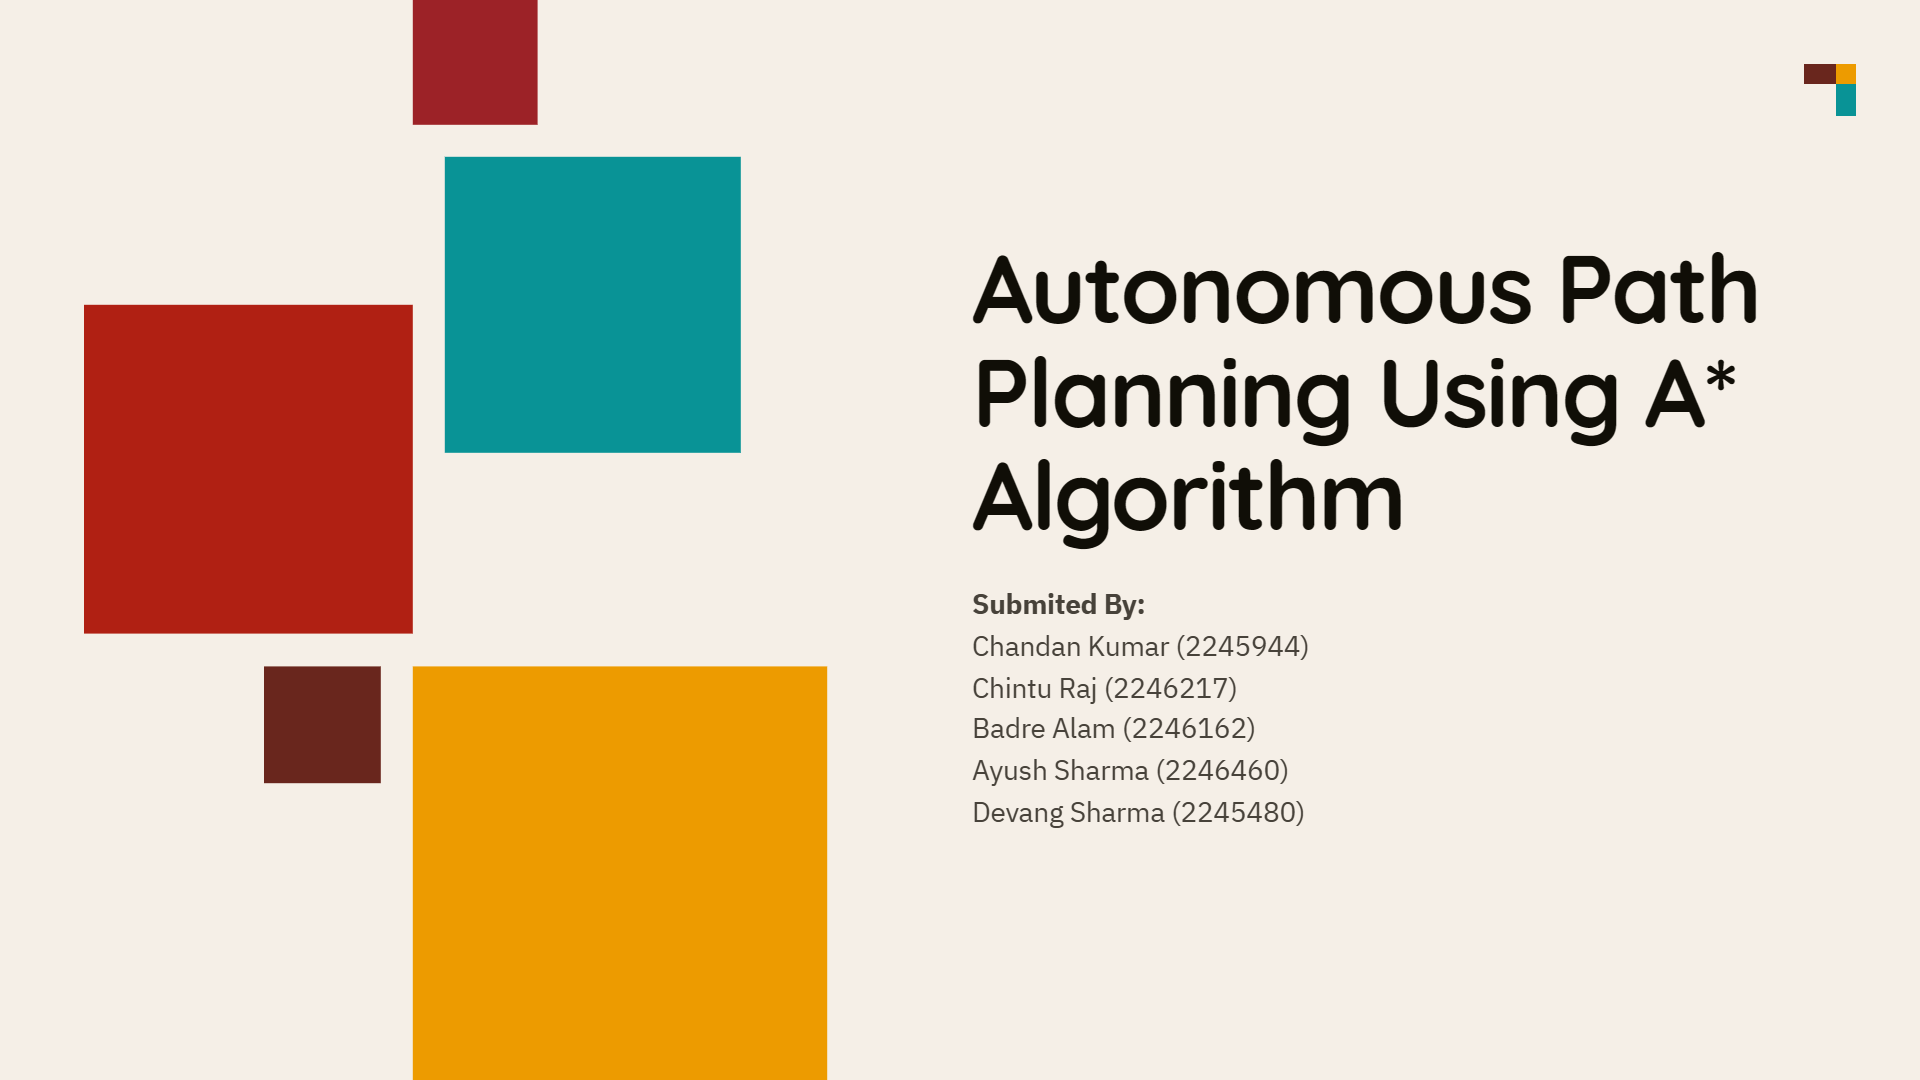 Autonomous Path
Planning Using A*
Algorithm
Submited By:
Chandan Kumar (2245944)
Chintu Raj (2246217)
Badre Alam (2246162)
Ayush Sharma (2246460)
Devang Sharma (2245480)